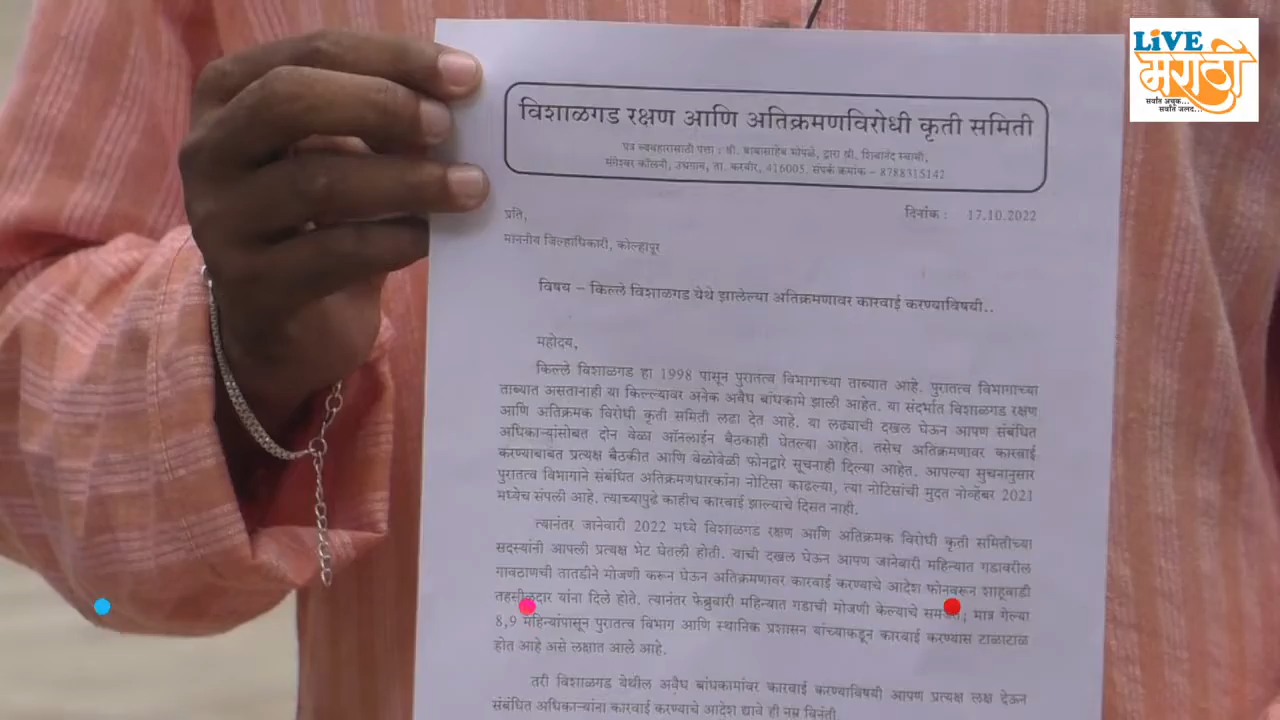 LiVE
मराठी
सर्वात अचूक...
सर्वात जलद...
विशाळगड रक्षण आणि अतिक्रमणविरोधी कृती समिती
पत्र व्यवहारासाठी पत्ता : श्री. बाबासाहेब भोपळे, द्वारा श्री. शिवानंद स्वामी,
मंगेश्वर कॉलनी, उचगाव, ता. करवीर, 416005. संपर्क क्रमांक – 8788315142
दिनांक : 17.10.2022
प्रति,
माननीय जिल्हाधिकारी, कोल्हापूर
विषय – किल्ले विशाळगड येथे झालेल्या अतिक्रमणावर कारवाई करण्याविषयी..
महोदय,
किल्ले विशाळगड हा 1998 पासून पुरातत्व विभागाच्या ताब्यात आहे. पुरातत्व विभागाच्या
ताब्यात असतानाही या किल्ल्यावर अनेक अवैध बांधकामे झाली आहेत. या संदर्भात विशाळगड रक्षण
आणि अतिक्रमक विरोधी कृती समिती लढा देत आहे. या लढ्याची दखल घेऊन आपण संबंधित
अधिकाऱ्यांसोबत दोन वेळा ऑनलाईन बैठकाही घेतल्या आहेत. तसेच अतिक्रमणावर कारवाई
करण्याबाबत प्रत्यक्ष बैठकीत आणि वेळोवेळी फोनद्वारे सूचनाही दिल्या आहेत. आपल्या सुचनानुसार
पुरातत्व विभागाने संबंधित अतिक्रमणधारकांना नोटिसा काढल्या, त्या नोटिसांची मुदत नोव्हेंबर 2021
मध्येच संपली आहे. त्याच्यापुढे काहीच कारवाई झाल्याचे दिसत नाही.
त्यानंतर जानेवारी 2022 मध्ये विशाळगड रक्षण आणि अतिक्रमक विरोधी कृती समितीच्या
सदस्यांनी आपली प्रत्यक्ष भेट घेतली होती. याची दखल घेऊन आपण जानेवारी महिन्यात गडावरील
गावठाणची तातडीने मोजणी करून घेऊन अतिक्रमणावर कारवाई करण्याचे आदेश फोनवरून शाहूवाडी
तहसीलदार यांना दिले होते. त्यानंतर फेब्रुवारी महिन्यात गडाची मोजणी केल्याचे समजले; मात्र गेल्या
8,9 महिन्यांपासून पुरातत्व विभाग आणि स्थानिक प्रशासन यांच्याकडून कारवाई करण्यास टाळाटाळ
होत आहे असे लक्षात आले आहे.
तरी विशाळगड येथील अवैध बांधकामांवर कारवाई करण्याविषयी आपण प्रत्यक्ष लक्ष देऊन
संबंधित अधिकाऱ्यांना कारवाई करण्याचे आदेश द्यावे ही नम्र विनंती